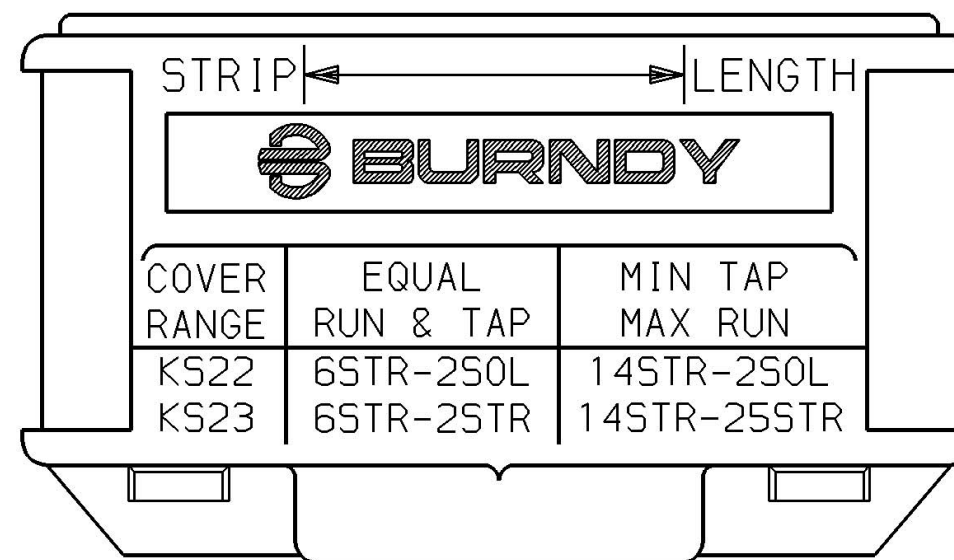 STRIP LENGTH
BURNDY
COVER RANGE EQUAL RUN & TAP MIN TAP MAX RUN
KS22 6STR-2SOL 14STR-2SOL
KS23 6STR-2STR 14STR-25STR